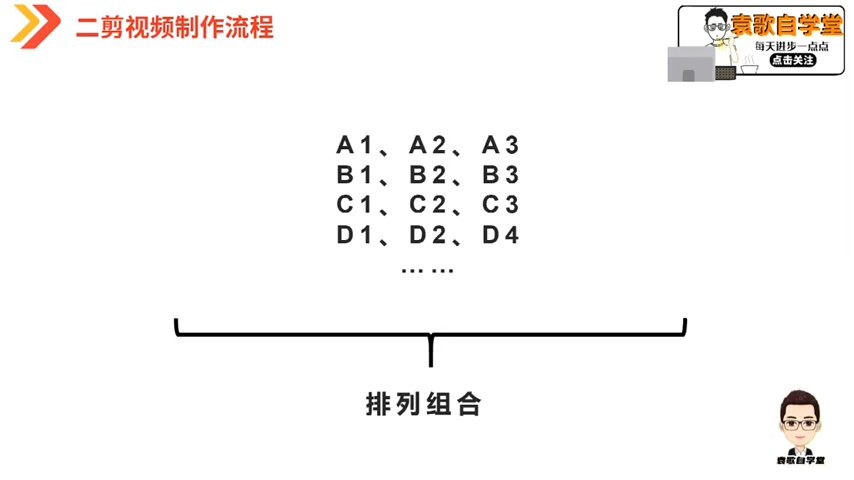 二剪视频制作流程
袁歌自学堂
每天进步一点点
点击关注
A1、A2、A3
B1、B2、B3
C1、C2、C3
D1、D2、D4
……
排列组合
袁歌自学堂